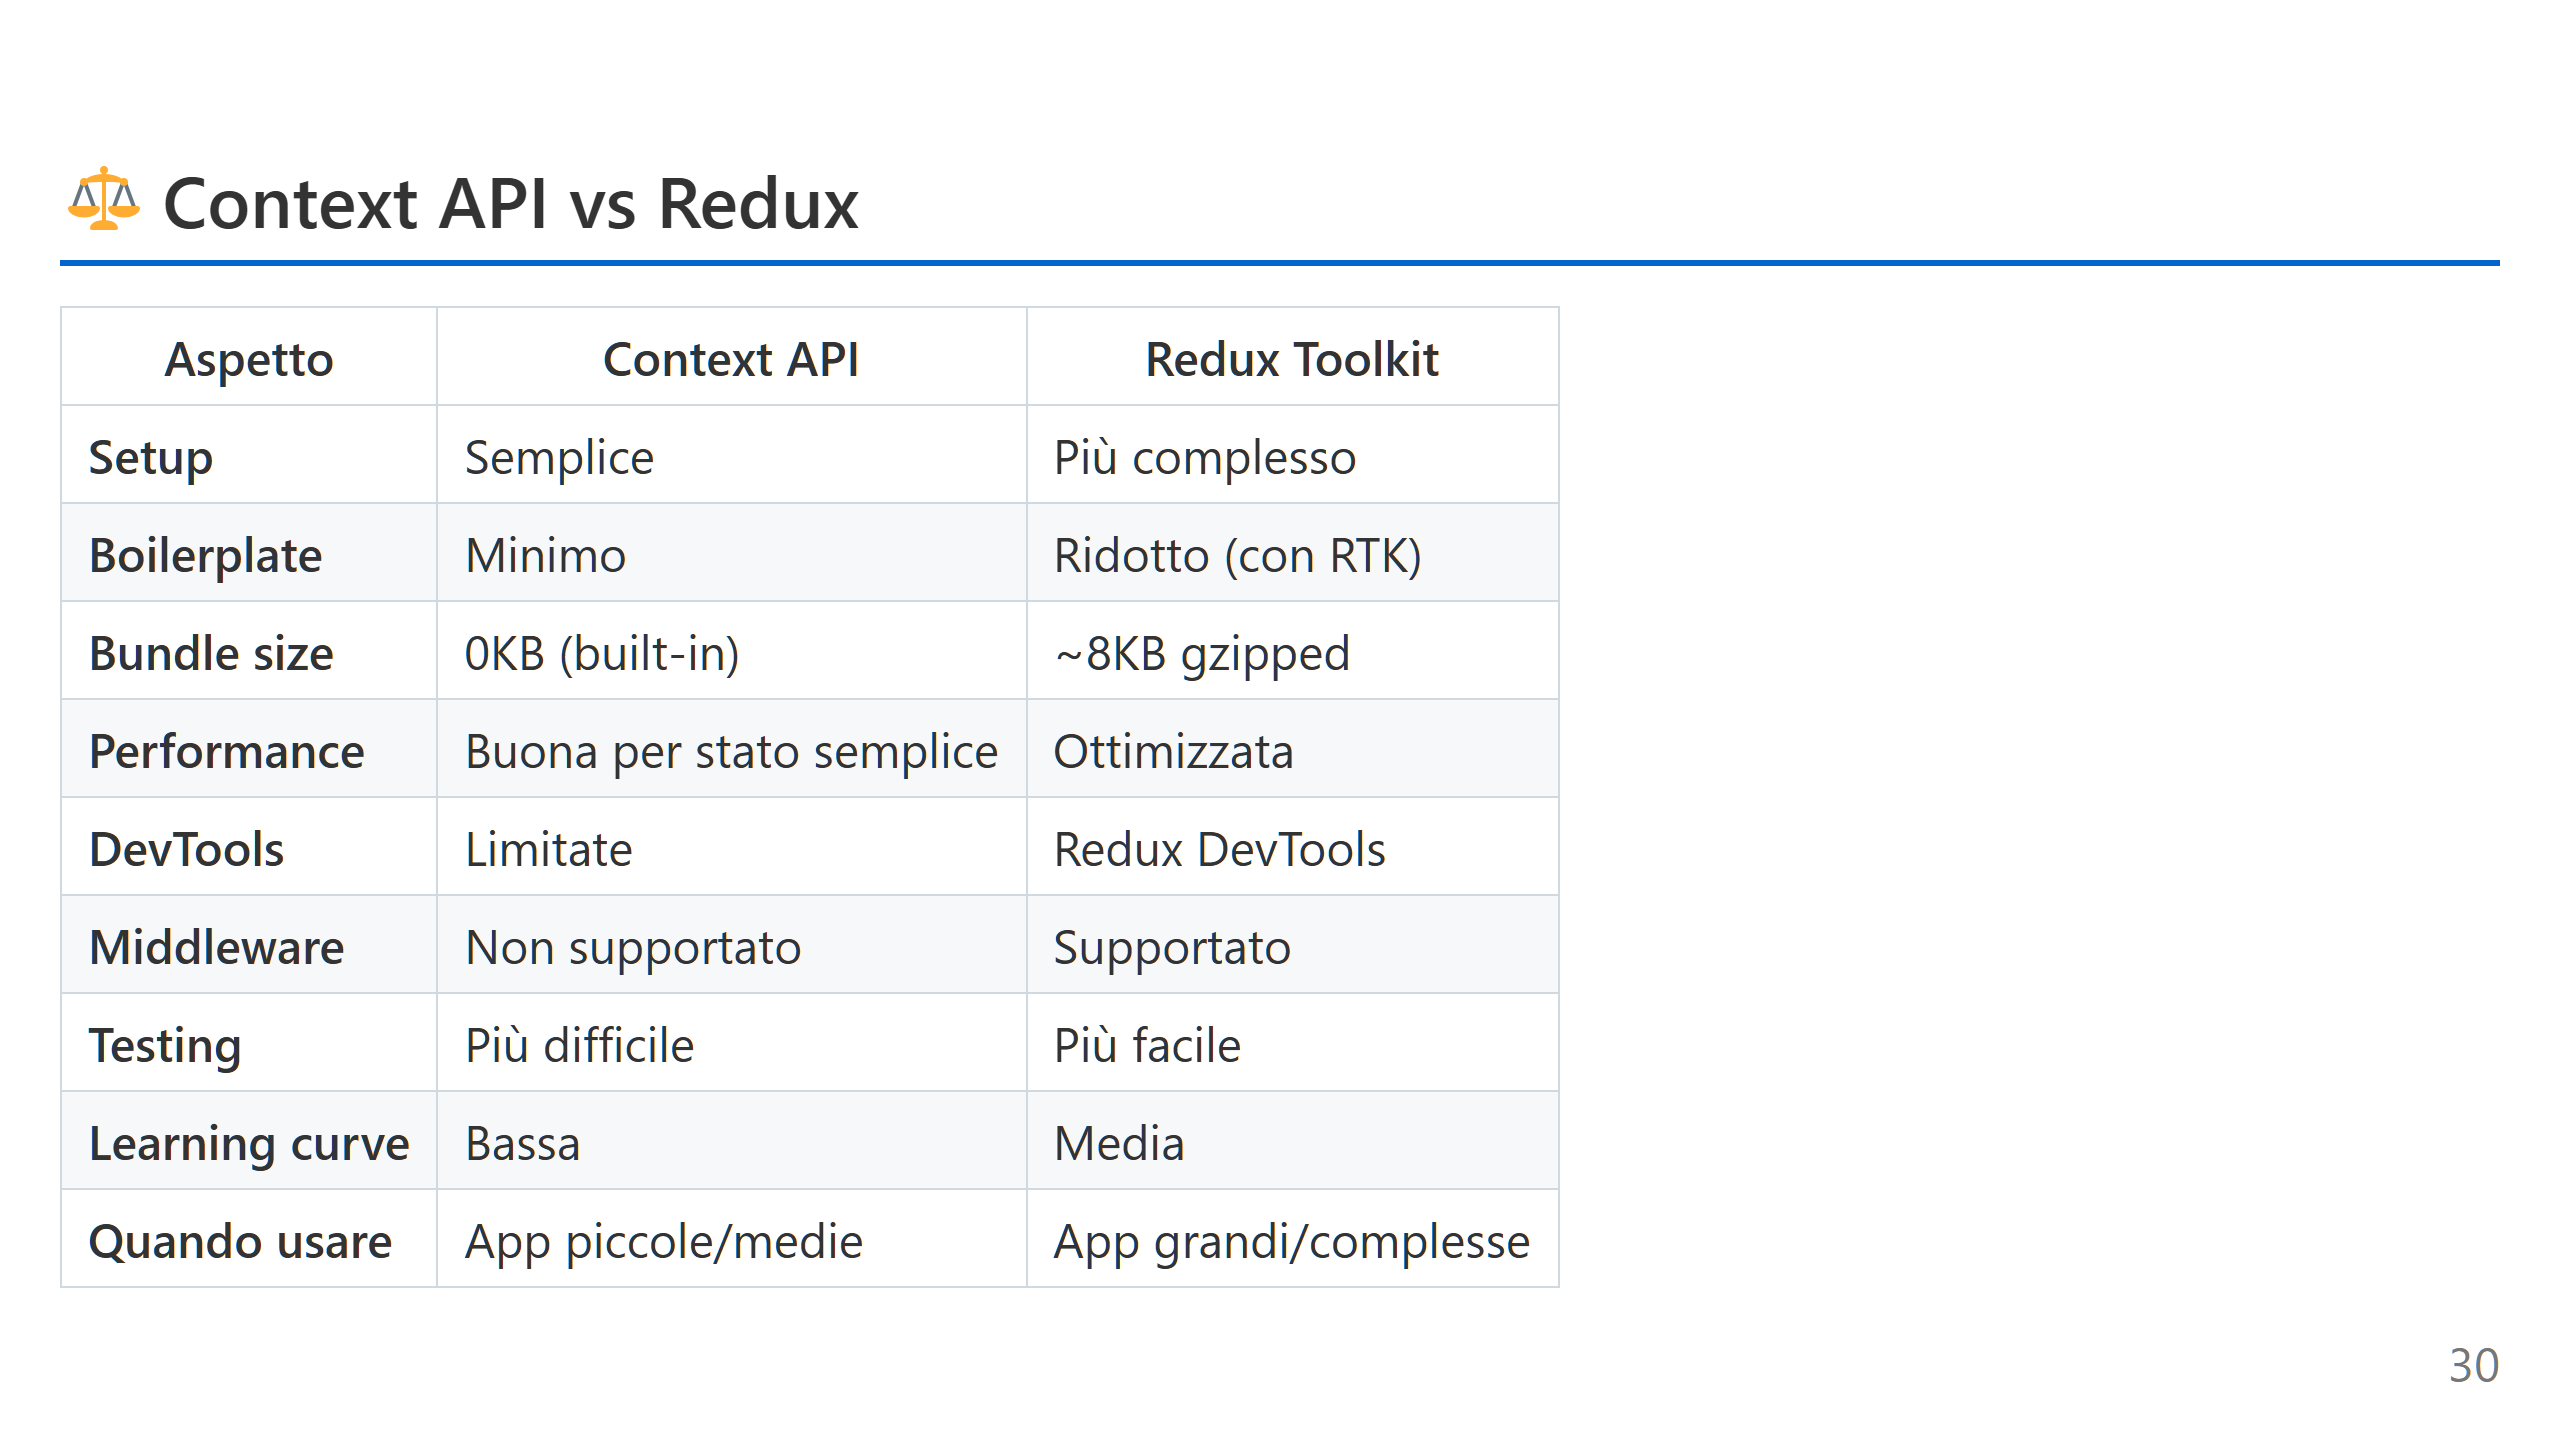 Context API vs Redux
Aspetto Context API Redux Toolkit
Setup Semplice Più complesso
Boilerplate Minimo Ridotto (con RTK)
Bundle size 0KB (built-in) ~8KB gzipped
Performance Buona per stato semplice Ottimizzata
DevTools Limitate Redux DevTools
Middleware Non supportato Supportato
Testing Più difficile Più facile
Learning curve Bassa Media
Quando usare App piccole/medie App grandi/complesse
30